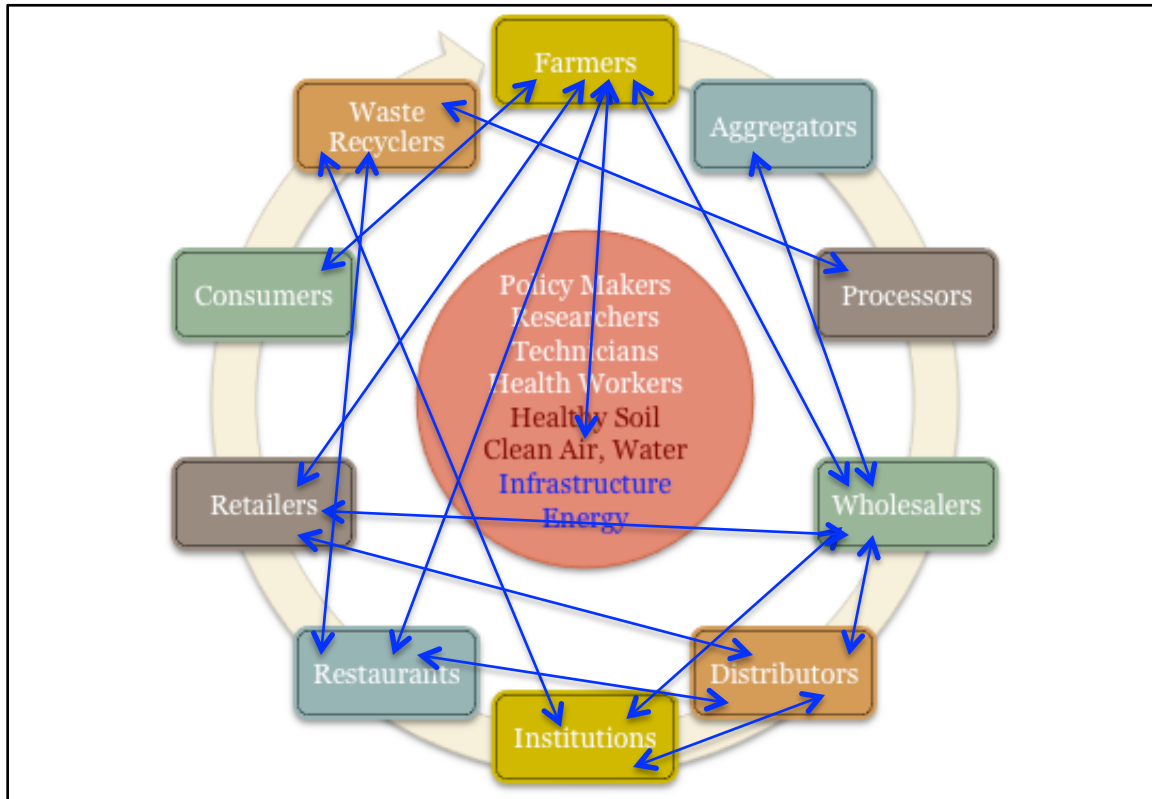 Farmers
Aggregators
Processors
Wholesalers
Distributors
Institutions
Restaurants
Retailers
Consumers
Waste
Recyclers
Policy Makers
Researchers
Technicians
Health Workers
Healthy Soil
Clean Air, Water
Infrastructure
Energy